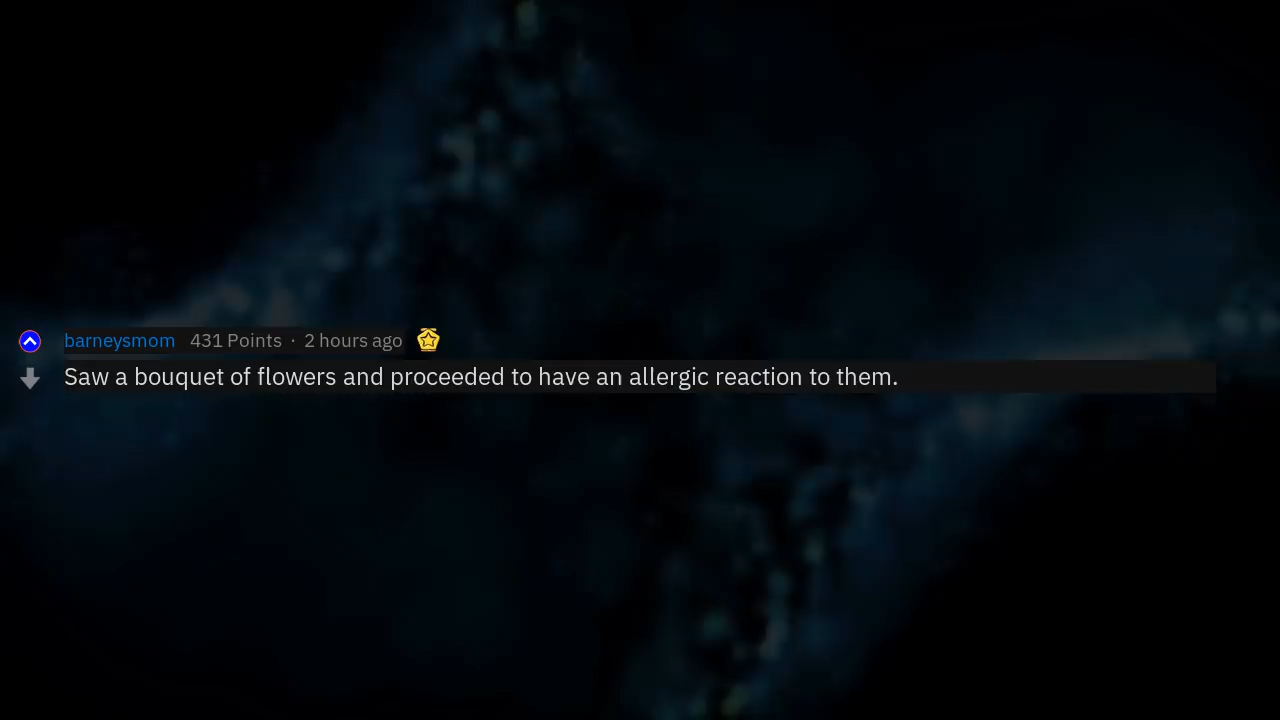 barneysmom 431 Points · 2 hours ago
Saw a bouquet of flowers and proceeded to have an allergic reaction to them.